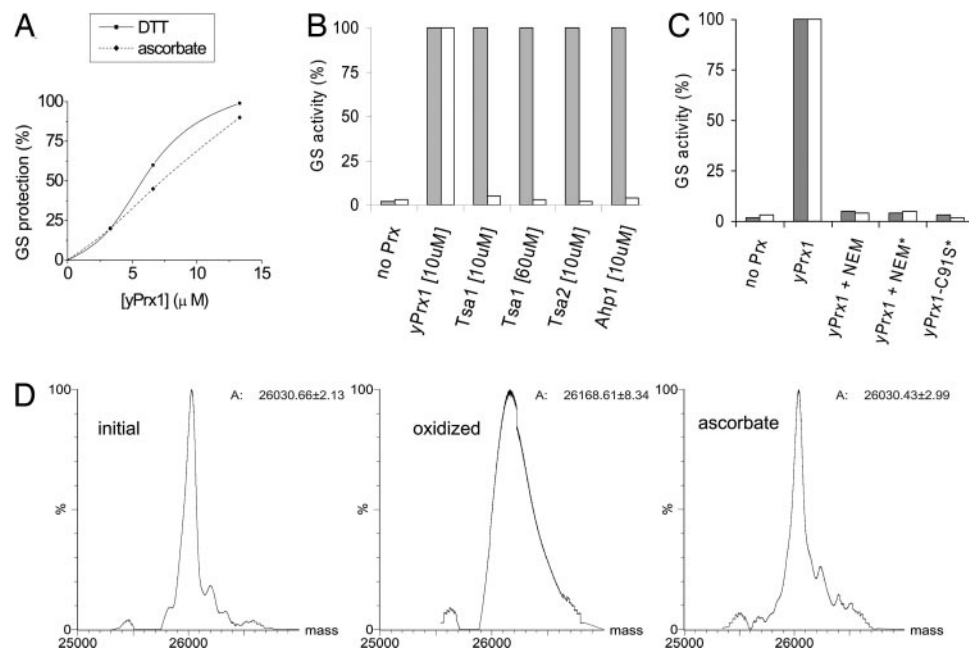 A
DTT
ascorbate
GS protection (%)
100
75
50
25
0
0
5
10
15
[yPrx1] (μ M)
B
GS activity (%)
100
75
50
25
0
no Prx
yPrx1 [10uM]
Tsa1 [10uM]
Tsa1 [60uM]
Tsa2 [10uM]
Ahp1 [10uM]
C
GS activity (%)
100
75
50
25
0
no Prx
yPrx1
yPrx1 + NEM
yPrx1 + NEM*
yPrx1-C91S*
D
100
A: 26030.66±2.13
initial
%
0
25000
26000
mass
100
A: 26168.61±8.34
oxidized
%
0
25000
26000
mass
100
A: 26030.43±2.99
ascorbate
%
0
25000
26000
mass